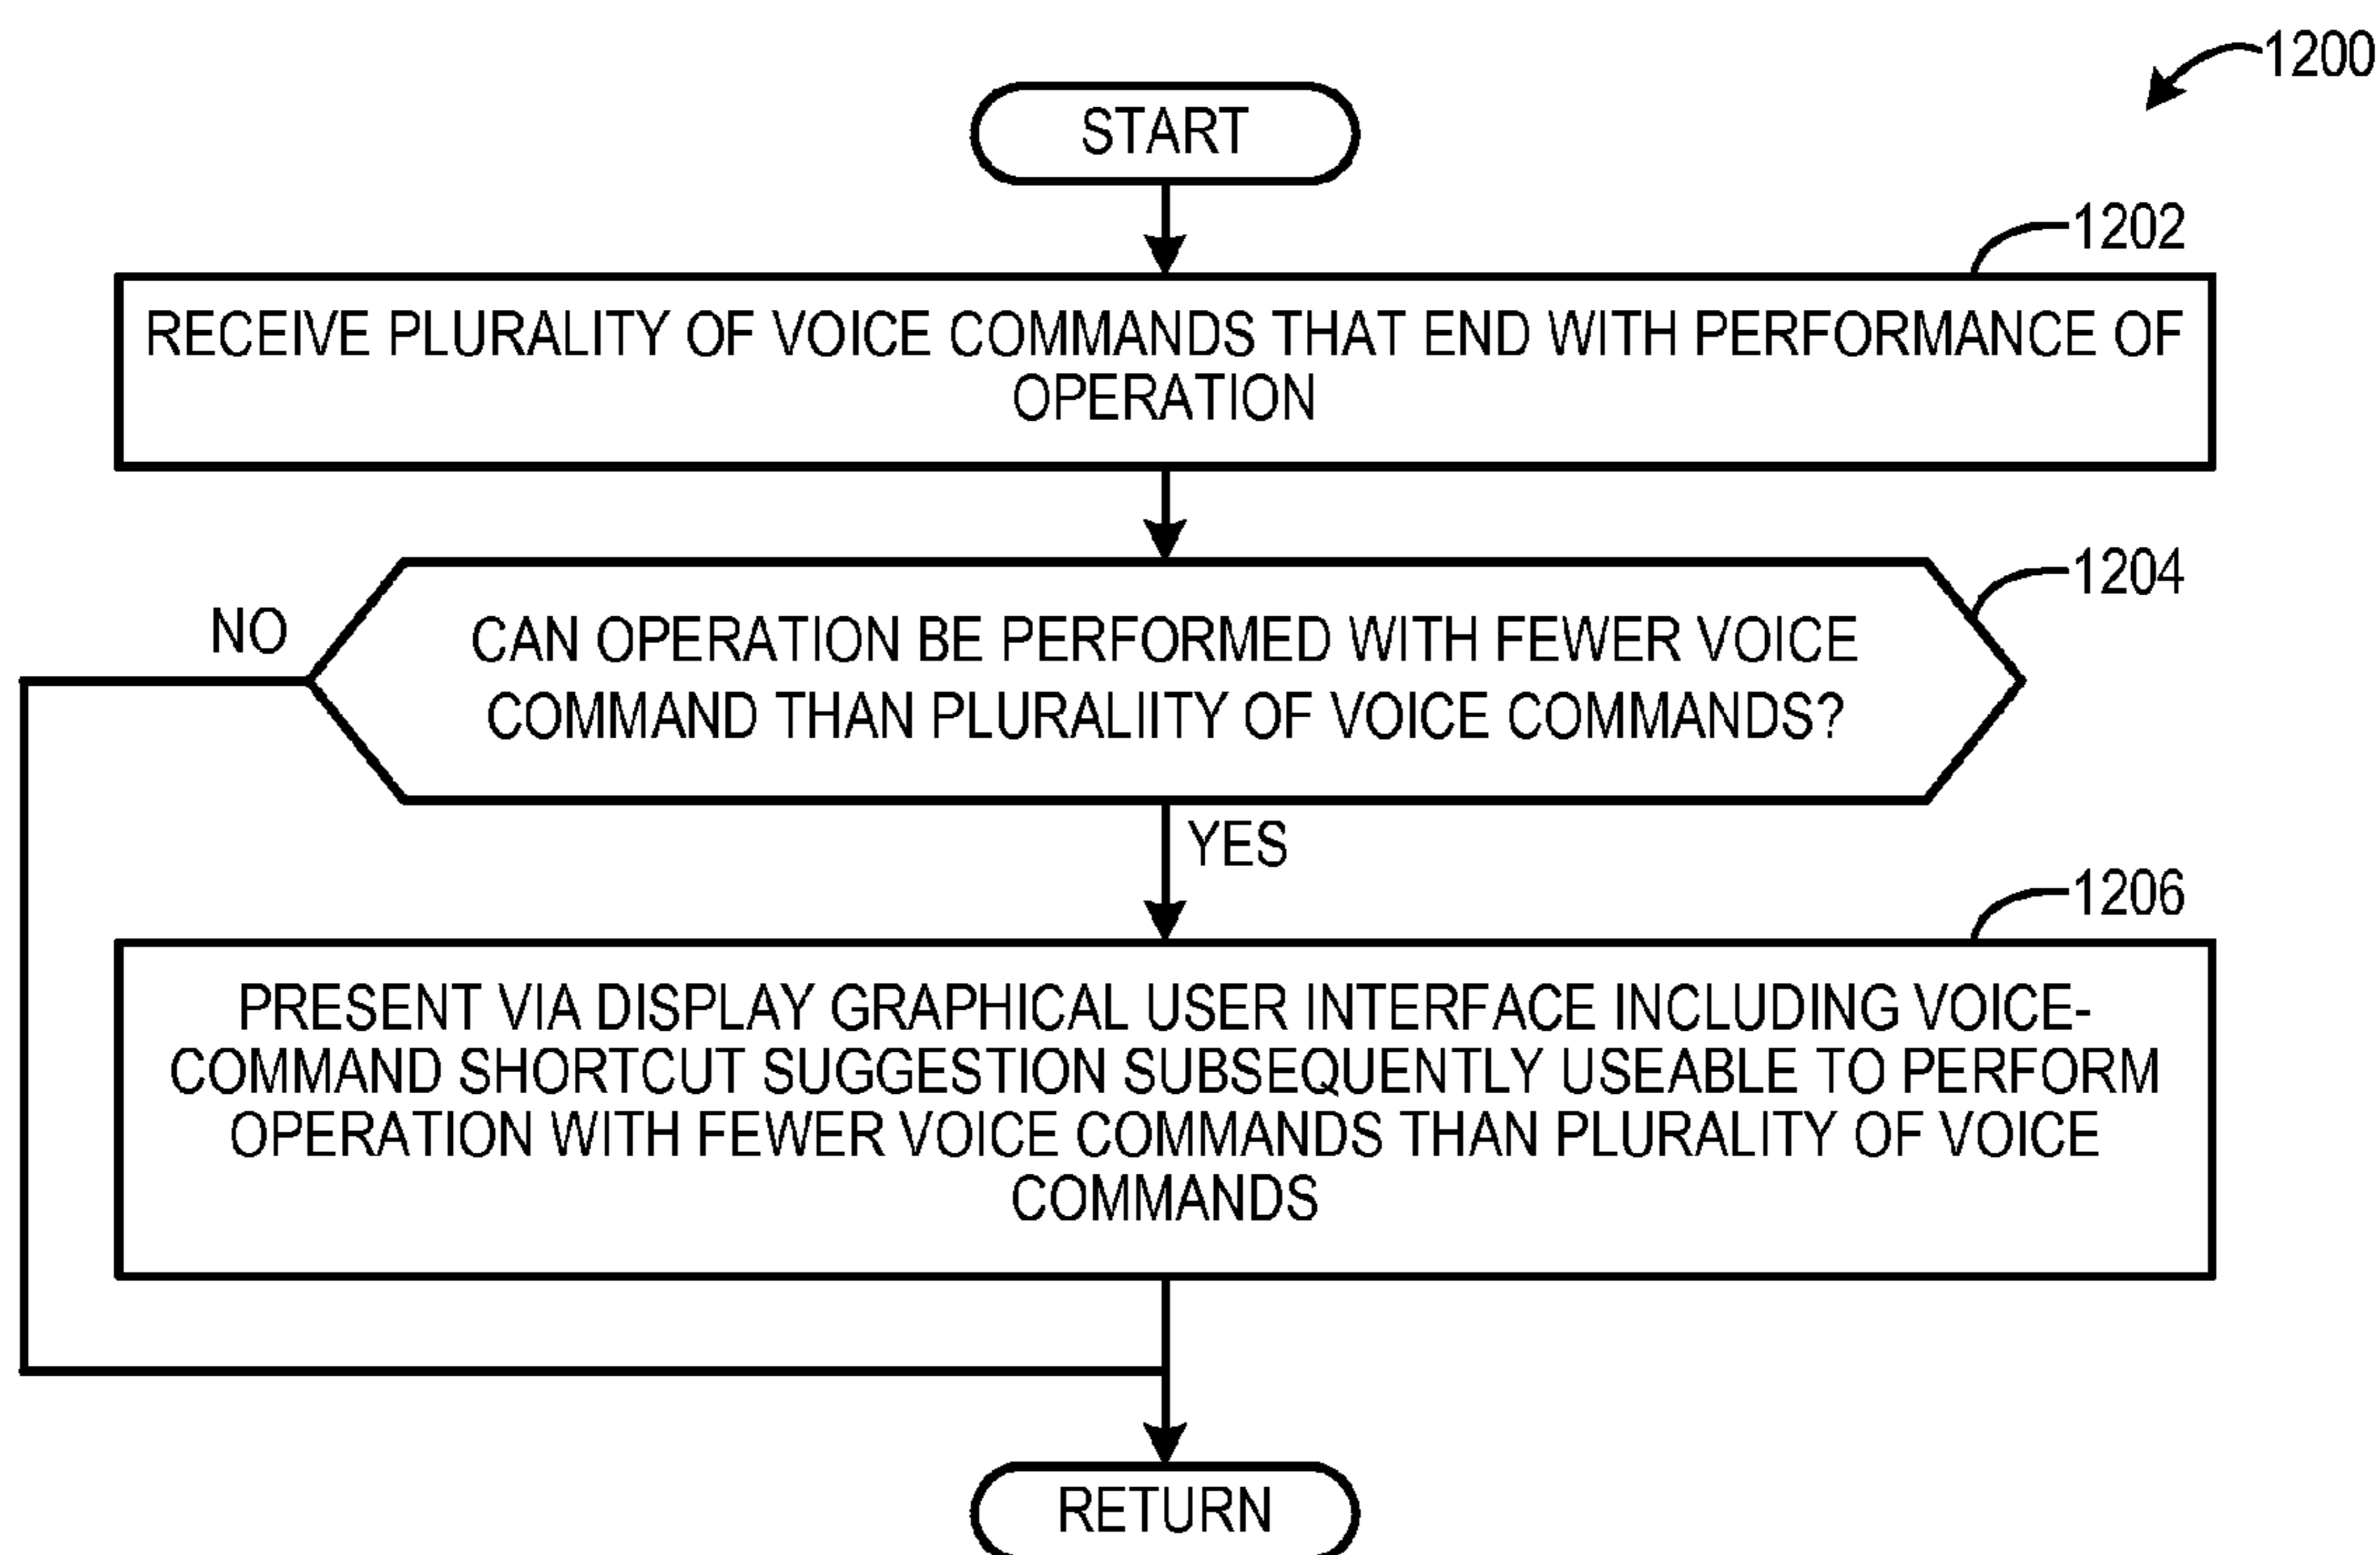 1200
START
1202
RECEIVE PLURALITY OF VOICE COMMANDS THAT END WITH PERFORMANCE OF
OPERATION
1204
NO
CAN OPERATION BE PERFORMED WITH FEWER VOICE
COMMAND THAN PLURALIITY OF VOICE COMMANDS?
YES
1206
PRESENT VIA DISPLAY GRAPHICAL USER INTERFACE INCLUDING VOICE-
COMMAND SHORTCUT SUGGESTION SUBSEQUENTLY USEABLE TO PERFORM
OPERATION WITH FEWER VOICE COMMANDS THAN PLURALITY OF VOICE
COMMANDS
RETURN